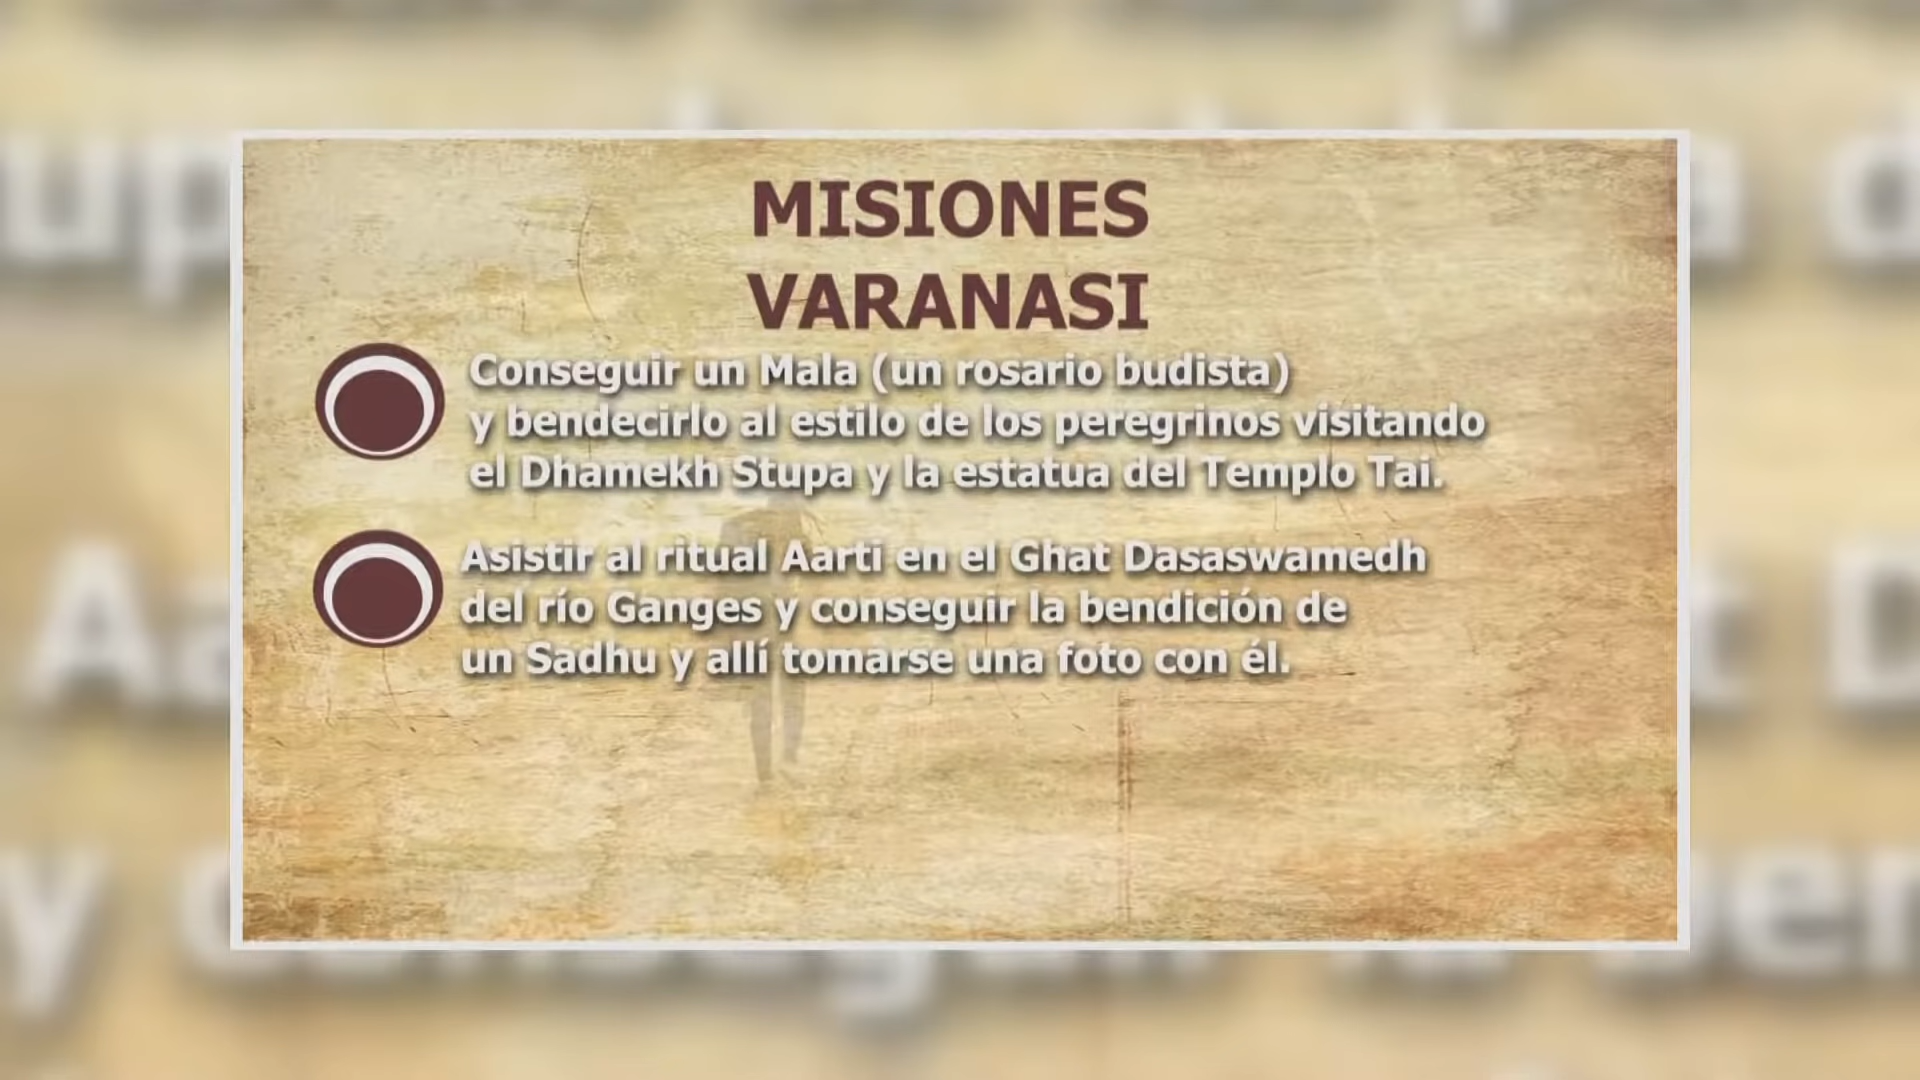 MISIONES
VARANASI
Conseguir un Mala (un rosario budista)
y bendecirlo al estilo de los peregrinos visitando
el Dhamekh Stupa y la estatua del Templo Tai.
Asistir al ritual Aarti en el Ghat Dasaswamedh
del río Ganges y conseguir la bendición de
un Sadhu y allí tomarse una foto con él.